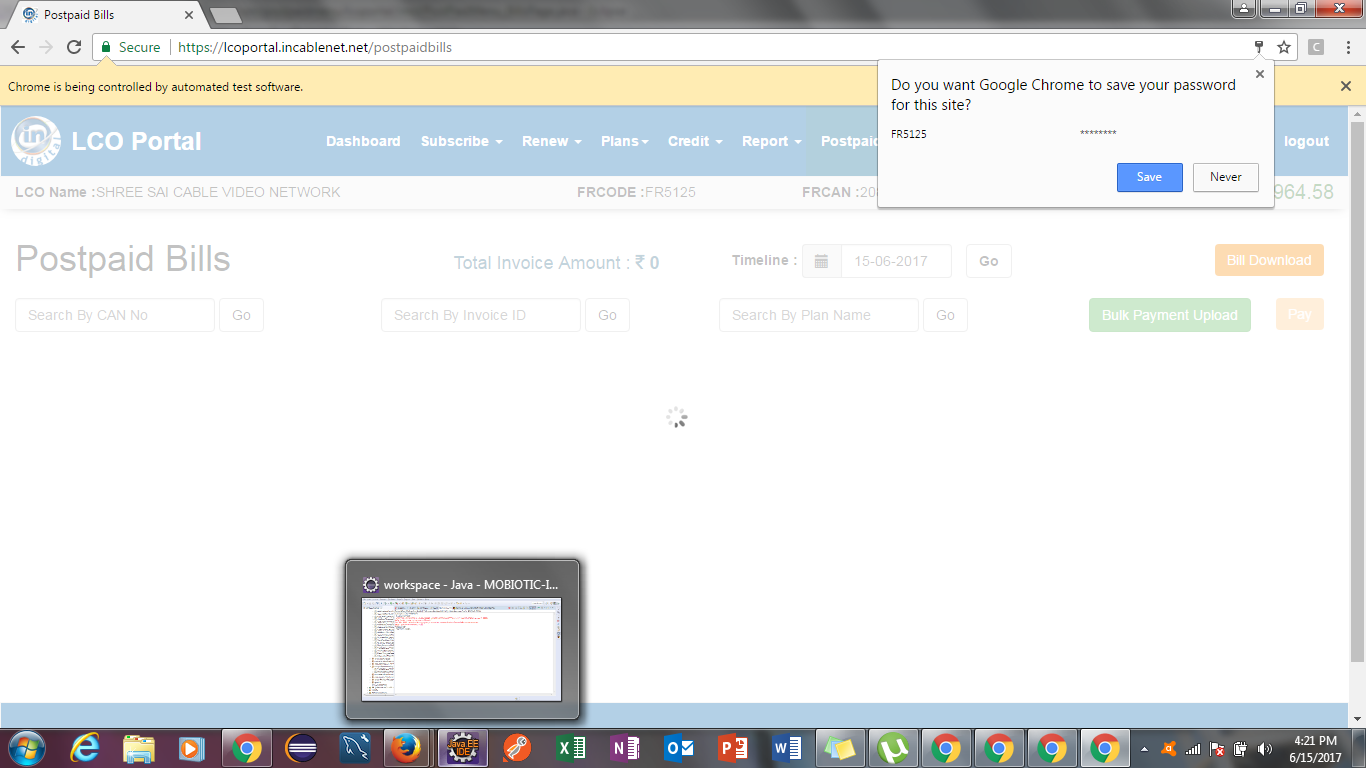 Postpaid Bills
Secure https://lcoportal.incablenet.net/postpaidbills
Chrome is being controlled by automated test software.
Do you want Google Chrome to save your password
for this site?
FR5125 ********
Save Never
in
digital
LCO Portal Dashboard Subscribe Renew Plans Credit Report Postpaid logout
LCO Name :SHREE SAI CABLE VIDEO NETWORK FRCODE :FR5125 FRCAN :20 964.58
Postpaid Bills Total Invoice Amount : ₹ 0 Timeline : 15-06-2017 Go Bill Download
Search By CAN No Go Search By Invoice ID Go Search By Plan Name Go Bulk Payment Upload Pay
workspace - Java - MOBIOTIC-I...
Java EE
IDE
4:21 PM
6/15/2017